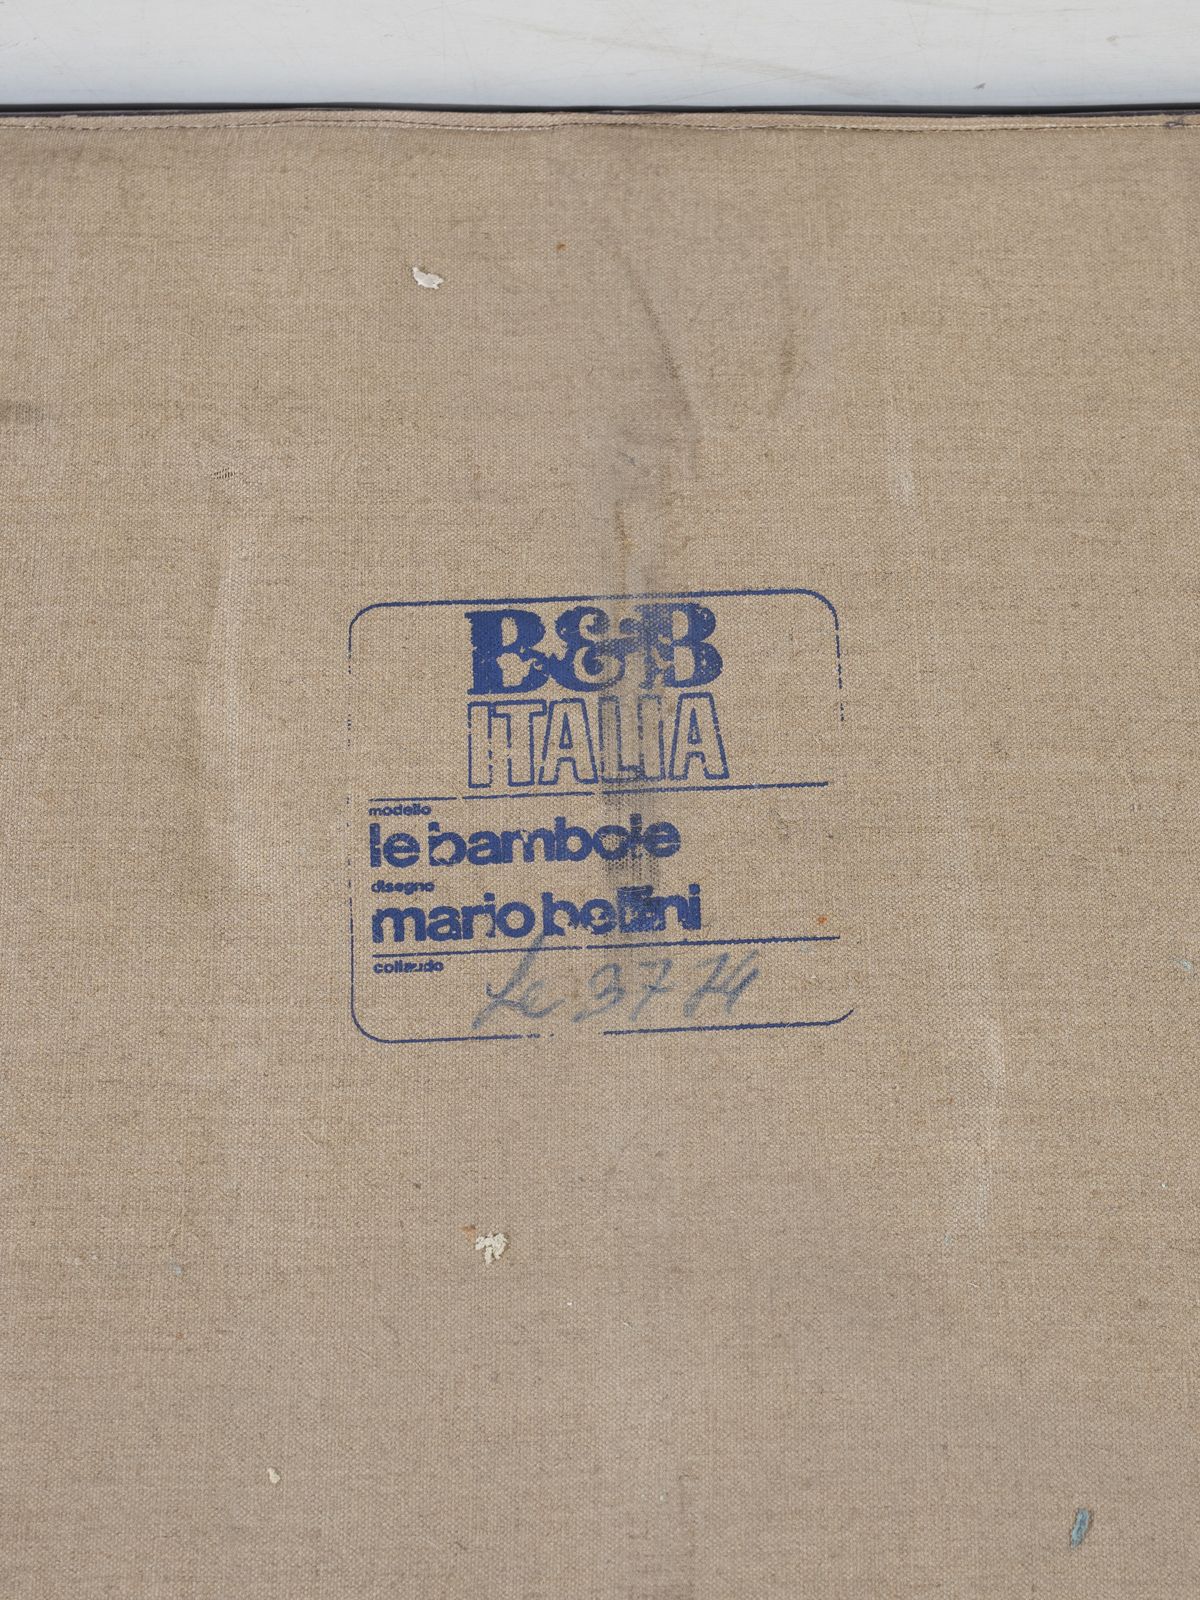 B&B
ITALIA
modello
le bambole
disegno
mario bellini
collaudo